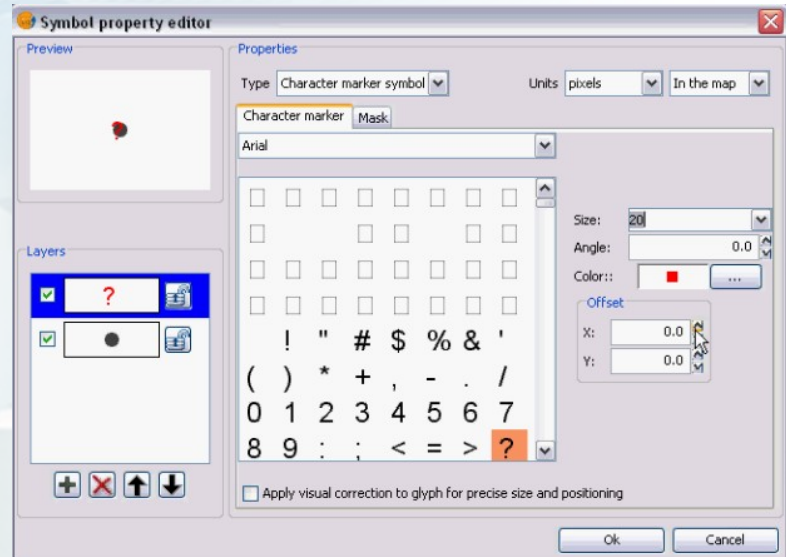 Symbol property editor
Preview
Properties
Type Character marker symbol Units pixels In the map
Character marker Mask
Arial
Size: 20
Angle: 0.0
Color::
...
Offset
X: 0.0
Y: 0.0
Layers
?
! " # $ % & '
( ) * + , - . /
0 1 2 3 4 5 6 7
8 9 : ; < = > ?
Apply visual correction to glyph for precise size and positioning
Ok Cancel